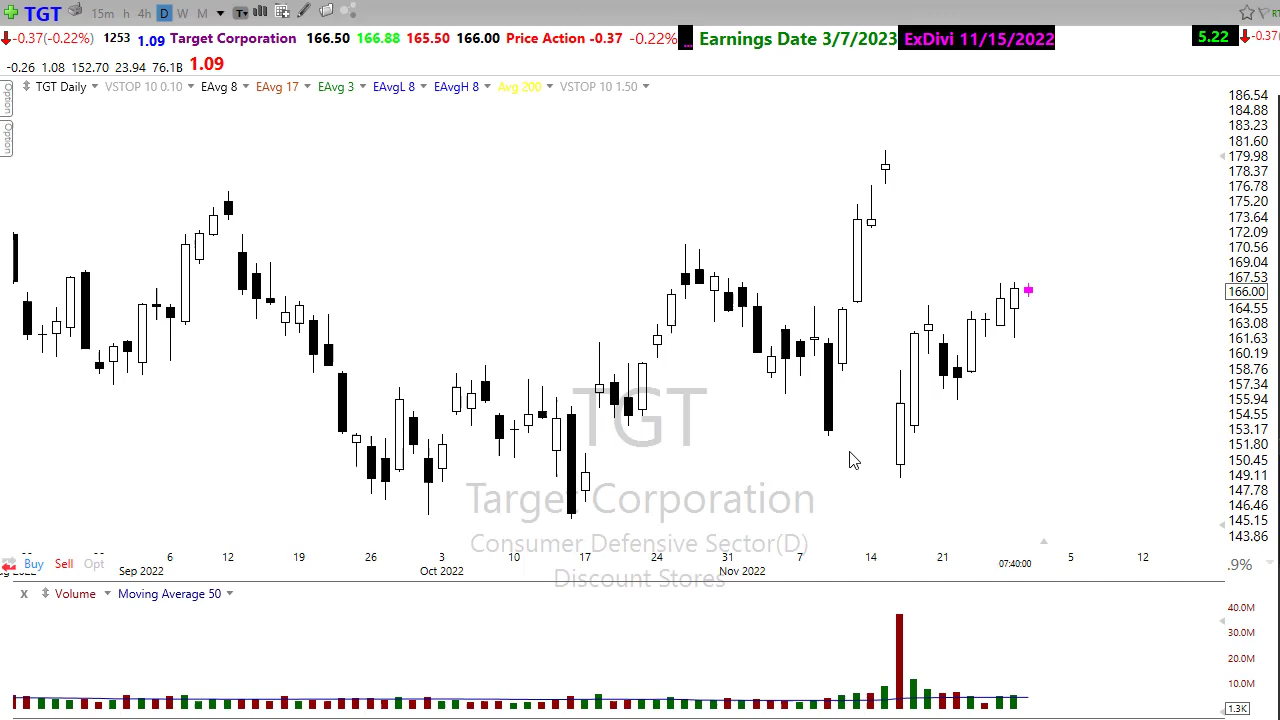 TGT 15m h 4h D W M T
-0.37(-0.22%) 1253 1.09 Target Corporation 166.50 166.88 165.50 166.00 Price Action -0.37 -0.22% ... Earnings Date 3/7/2023 ExDivi 11/15/2022 5.22 -0.37(
-0.26 1.08 152.70 23.94 76.1B 1.09
TGT Daily VSTOP 10 0.10 EAvg 8 EAvg 17 EAvg 3 EAvgL 8 EAvgH 8 Avg 200 VSTOP 10 1.50
Option
Option
186.54
184.88
183.23
181.60
179.98
178.37
176.78
175.20
173.64
172.09
170.56
169.04
167.53
166.00
164.55
163.08
161.63
160.19
158.76
157.34
155.94
154.55
153.17
151.80
150.45
149.11
147.78
146.46
145.15
143.86
TGT
Target Corporation
Consumer Defensive Sector(D)
Discount Stores
6 12 19 26 3 10 17 24 31 7 14 21 5 12
Buy Sell Opt 07:40:00 .9%
2022 Sep 2022 Oct 2022 Nov 2022
X Volume Moving Average 50
40.0M
30.0M
20.0M
10.0M
1.3K